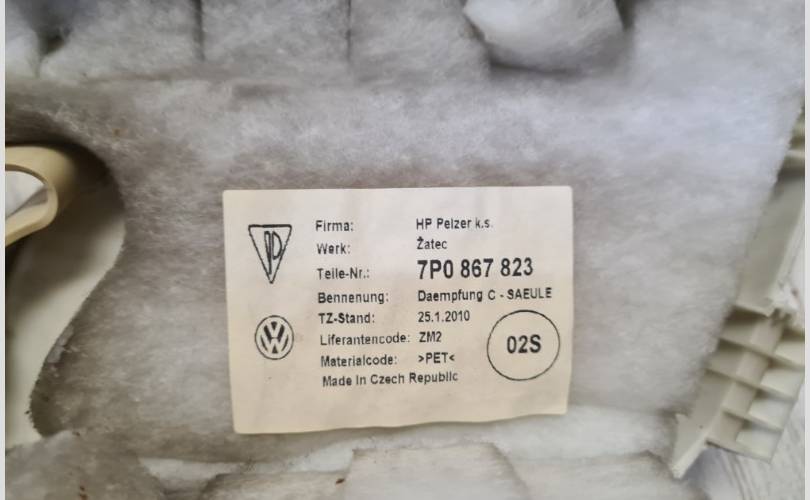 Firma: HP Pelzer k.s.
Werk: Žatec
Teile-Nr.: 7P0 867 823
Bennenung: Daempfung C - SAEULE
TZ-Stand: 25.1.2010
Liferantencode: ZM2
Materialcode: >PET<
Made In Czech Republic
02S